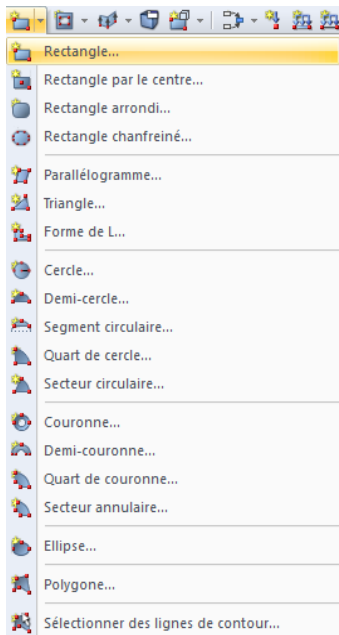 Rectangle...
Rectangle par le centre...
Rectangle arrondi...
Rectangle chanfreiné...
Parallélogramme...
Triangle...
Forme de L...
Cercle...
Demi-cercle...
Segment circulaire...
Quart de cercle...
Secteur circulaire...
Couronne...
Demi-couronne...
Quart de couronne...
Secteur annulaire...
Ellipse...
Polygone...
Sélectionner des lignes de contour...